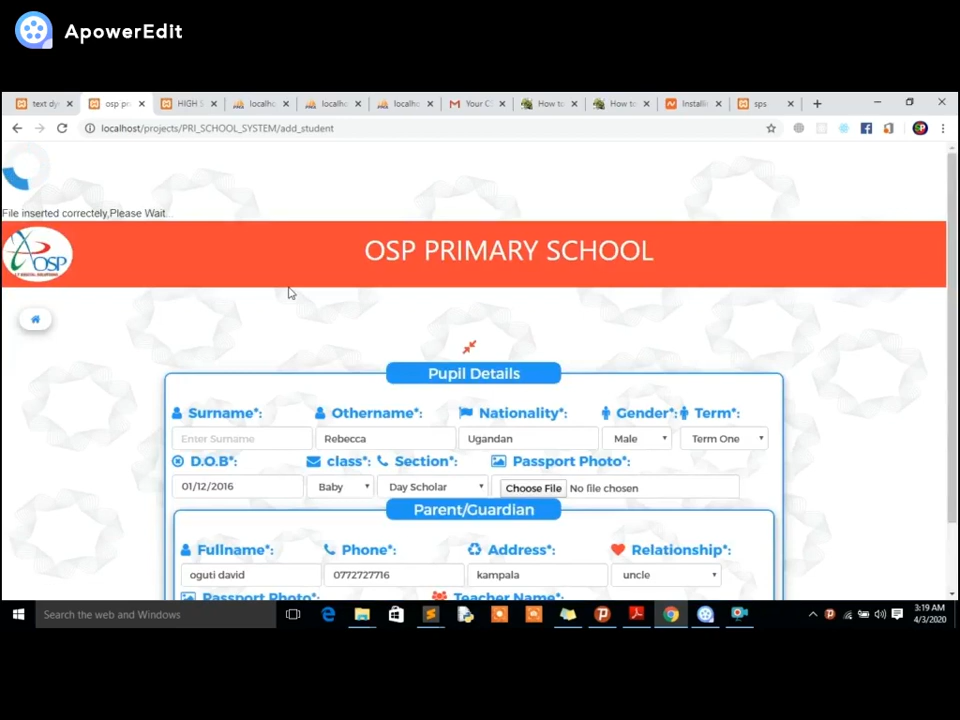 ApowerEdit
text dy
osp pr
HIGH S
localho
localho
localho
Your C
How to
How to
Installi
sps
localhost/projects/PRI_SCHOOL_SYSTEM/add_student
File inserted correctely,Please Wait...
OSP
OSP PRIMARY SCHOOL
Pupil Details
Surname*: Othername*: Nationality*: Gender*: Term*:
Enter Surname Rebecca Ugandan Male Term One
D.O.B*: class*: Section*: Passport Photo*:
01/12/2016 Baby Day Scholar Choose File No file chosen
Parent/Guardian
Fullname*: Phone*: Address*: Relationship*:
oguti david 0772727716 kampala uncle
Passport Photo*: Teacher Name*:
Search the web and Windows
3:19 AM
4/3/2020